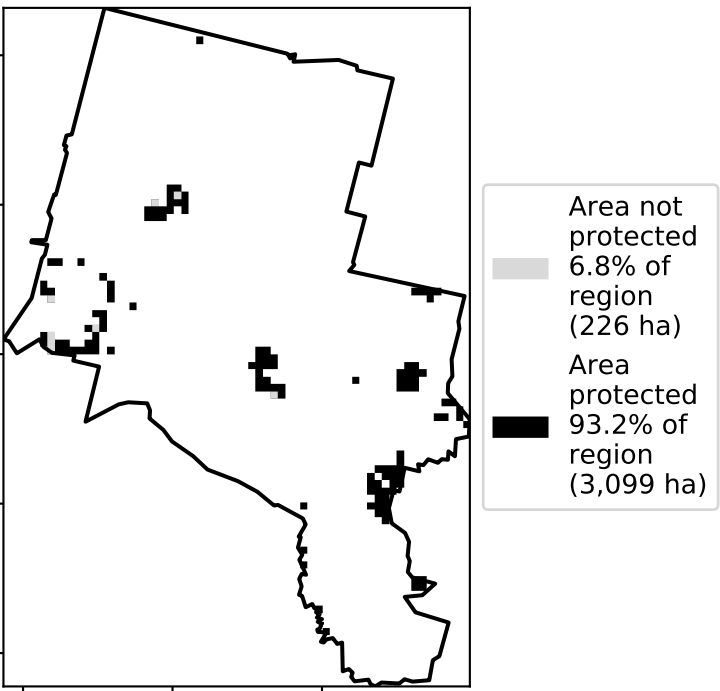 Area not
protected
6.8% of
region
(226 ha)
Area
protected
93.2% of
region
(3,099 ha)